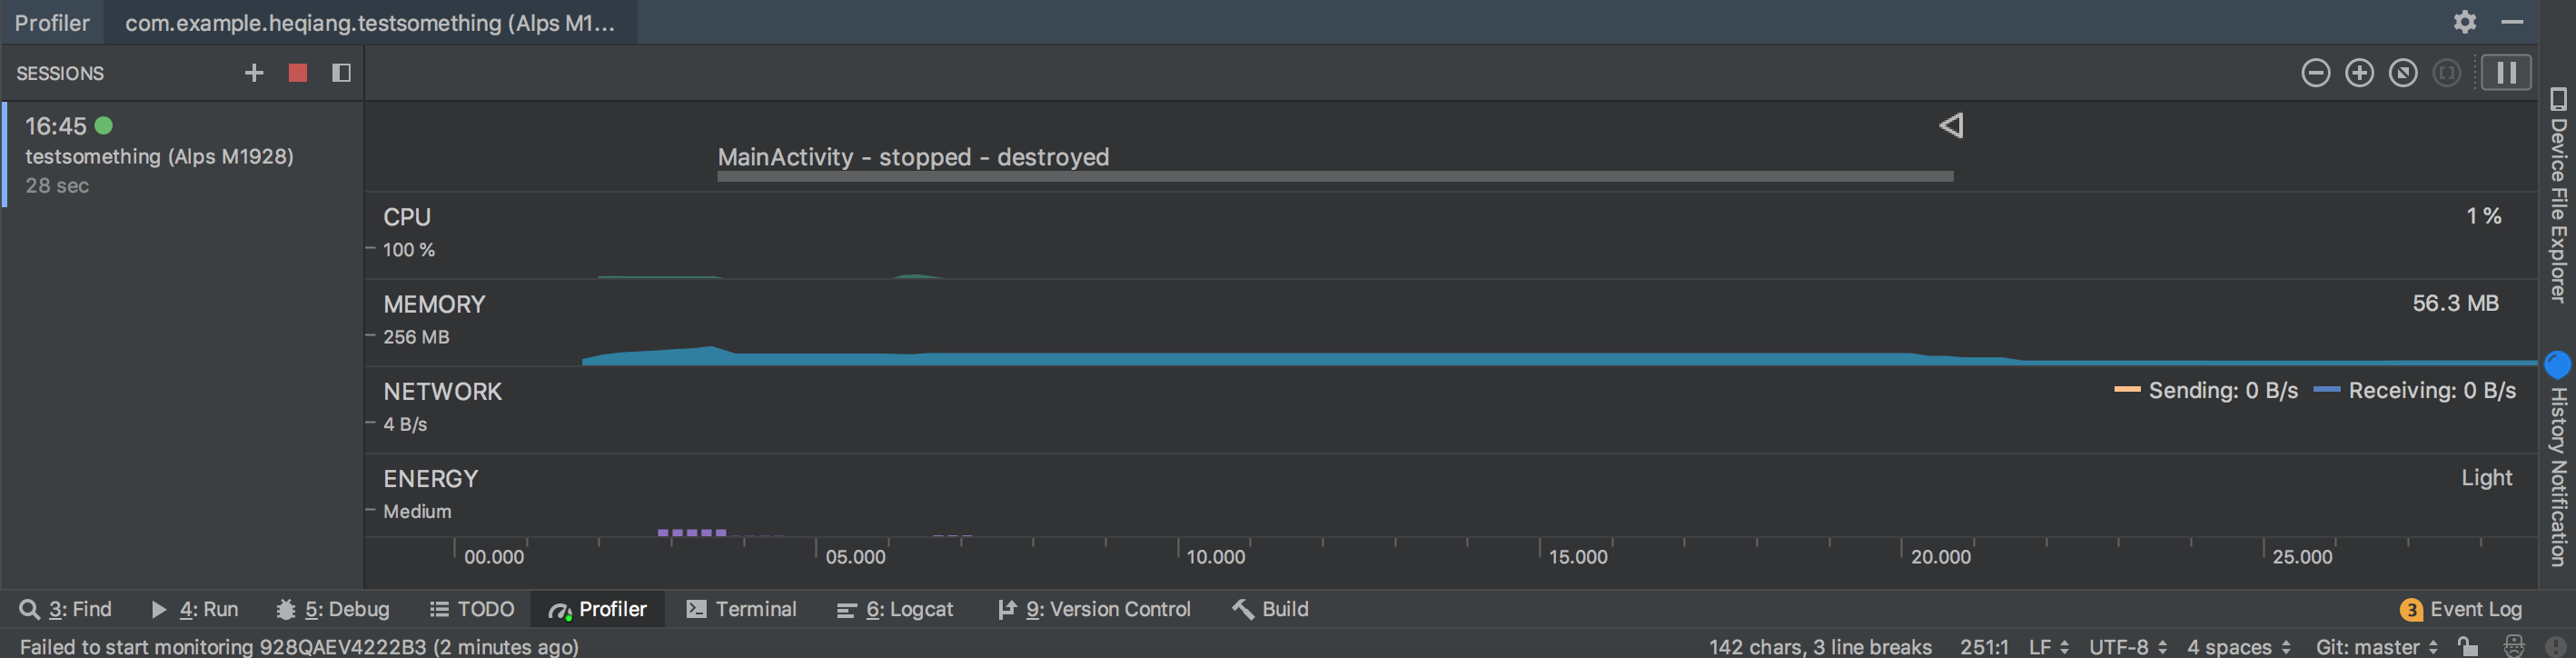 Profiler com.example.heqiang.testsomething (Alps M1...
SESSIONS
16:45
testsomething (Alps M1928)
28 sec
MainActivity - stopped - destroyed
CPU 1 %
100 %
MEMORY 56.3 MB
256 MB
NETWORK Sending: 0 B/s Receiving: 0 B/s
4 B/s
ENERGY Light
Medium
00.000 05.000 10.000 15.000 20.000 25.000
Device File Explorer
History Notification
3: Find 4: Run 5: Debug TODO Profiler Terminal 6: Logcat 9: Version Control Build 3 Event Log
Failed to start monitoring 928QAEV4222B3 (2 minutes ago) 142 chars, 3 line breaks 251:1 LF UTF-8 4 spaces Git: master